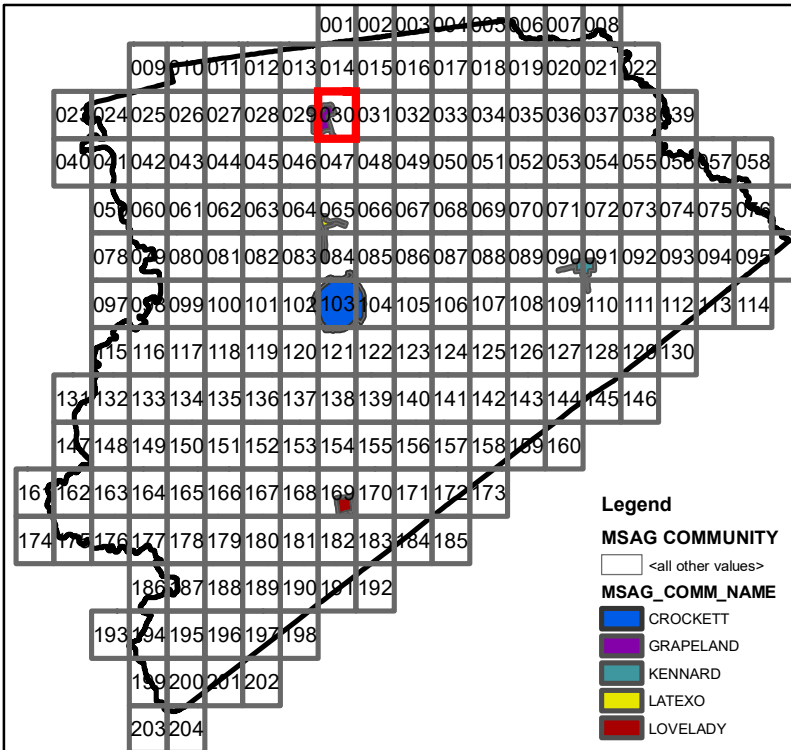 001 002 003 004 005 006 007 008
009 010 011 012 013 014 015 016 017 018 019 020 021 022
023 024 025 026 027 028 029 030 031 032 033 034 035 036 037 038 039
040 041 042 043 044 045 046 047 048 049 050 051 052 053 054 055 056 057 058
059 060 061 062 063 064 065 066 067 068 069 070 071 072 073 074 075 076
078 079 080 081 082 083 084 085 086 087 088 089 090 091 092 093 094 095
097 098 099 100 101 102 103 104 105 106 107 108 109 110 111 112 113 114
115 116 117 118 119 120 121 122 123 124 125 126 127 128 129 130
131 132 133 134 135 136 137 138 139 140 141 142 143 144 145 146
147 148 149 150 151 152 153 154 155 156 157 158 159 160
161 162 163 164 165 166 167 168 169 170 171 172 173
174 175 176 177 178 179 180 181 182 183 184 185
186 187 188 189 190 191 192
193 194 195 196 197 198
199 200 201 202
203 204
Legend
MSAG COMMUNITY
<all other values>
MSAG_COMM_NAME
CROCKETT
GRAPELAND
KENNARD
LATEXO
LOVELADY